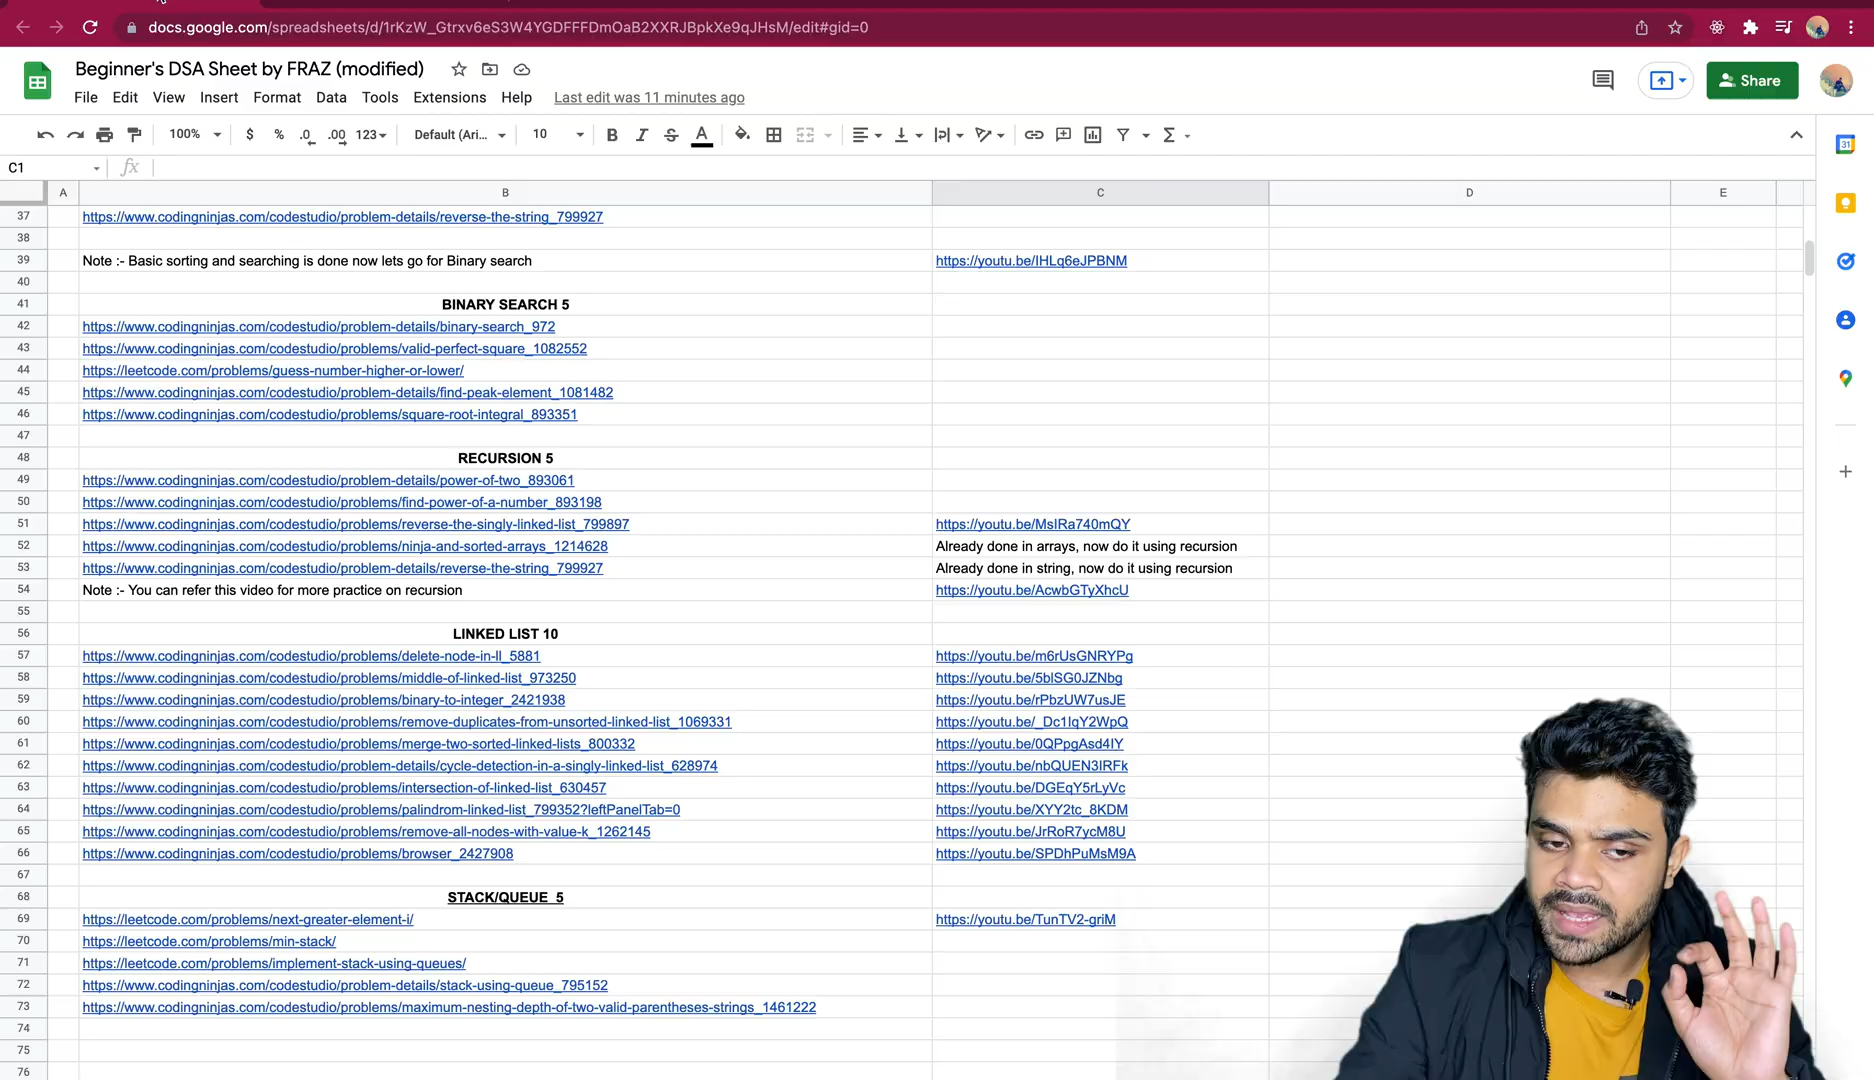 docs.google.com/spreadsheets/d/1rKzW_Gtrxv6eS3W4YGDFFFDmOaB2XXRJBpkXe9qJHsM/edit#gid=0
Beginner's DSA Sheet by FRAZ (modified)
File Edit View Insert Format Data Tools Extensions Help Last edit was 11 minutes ago
Share
100% $ % .0 .00 123 Default (Ari... 10 B I S A Σ
31
C1 fx
A B C D E
37 https://www.codingninjas.com/codestudio/problem-details/reverse-the-string_799927
38
39 Note :- Basic sorting and searching is done now lets go for Binary search https://youtu.be/IHLq6eJPBNM
40
41 BINARY SEARCH 5
42 https://www.codingninjas.com/codestudio/problem-details/binary-search_972
43 https://www.codingninjas.com/codestudio/problems/valid-perfect-square_1082552
44 https://leetcode.com/problems/guess-number-higher-or-lower/
45 https://www.codingninjas.com/codestudio/problem-details/find-peak-element_1081482
46 https://www.codingninjas.com/codestudio/problems/square-root-integral_893351
47
48 RECURSION 5
49 https://www.codingninjas.com/codestudio/problem-details/power-of-two_893061
50 https://www.codingninjas.com/codestudio/problems/find-power-of-a-number_893198
51 https://www.codingninjas.com/codestudio/problems/reverse-the-singly-linked-list_799897 https://youtu.be/MsIRa740mQY
52 https://www.codingninjas.com/codestudio/problems/ninja-and-sorted-arrays_1214628 Already done in arrays, now do it using recursion
53 https://www.codingninjas.com/codestudio/problem-details/reverse-the-string_799927 Already done in string, now do it using recursion
54 Note :- You can refer this video for more practice on recursion https://youtu.be/AcwbGTyXhcU
55
56 LINKED LIST 10
57 https://www.codingninjas.com/codestudio/problems/delete-node-in-ll_5881 https://youtu.be/m6rUsGNRYPg
58 https://www.codingninjas.com/codestudio/problems/middle-of-linked-list_973250 https://youtu.be/5blSG0JZNbg
59 https://www.codingninjas.com/codestudio/problems/binary-to-integer_2421938 https://youtu.be/rPbzUW7usJE
60 https://www.codingninjas.com/codestudio/problems/remove-duplicates-from-unsorted-linked-list_1069331 https://youtu.be/_Dc1IqY2WpQ
61 https://www.codingninjas.com/codestudio/problems/merge-two-sorted-linked-lists_800332 https://youtu.be/0QPpgAsd4IY
62 https://www.codingninjas.com/codestudio/problem-details/cycle-detection-in-a-singly-linked-list_628974 https://youtu.be/nbQUEN3IRFk
63 https://www.codingninjas.com/codestudio/problems/intersection-of-linked-list_630457 https://youtu.be/DGEqY5rLyVc
64 https://www.codingninjas.com/codestudio/problems/palindrom-linked-list_799352?leftPanelTab=0 https://youtu.be/XYY2tc_8KDM
65 https://www.codingninjas.com/codestudio/problems/remove-all-nodes-with-value-k_1262145 https://youtu.be/JrRoR7ycM8U
66 https://www.codingninjas.com/codestudio/problems/browser_2427908 https://youtu.be/SPDhPuMsM9A
67
68 STACK/QUEUE 5
69 https://leetcode.com/problems/next-greater-element-i/ https://youtu.be/TunTV2-griM
70 https://leetcode.com/problems/min-stack/
71 https://leetcode.com/problems/implement-stack-using-queues/
72 https://www.codingninjas.com/codestudio/problem-details/stack-using-queue_795152
73 https://www.codingninjas.com/codestudio/problems/maximum-nesting-depth-of-two-valid-parentheses-strings_1461222
74
75
76